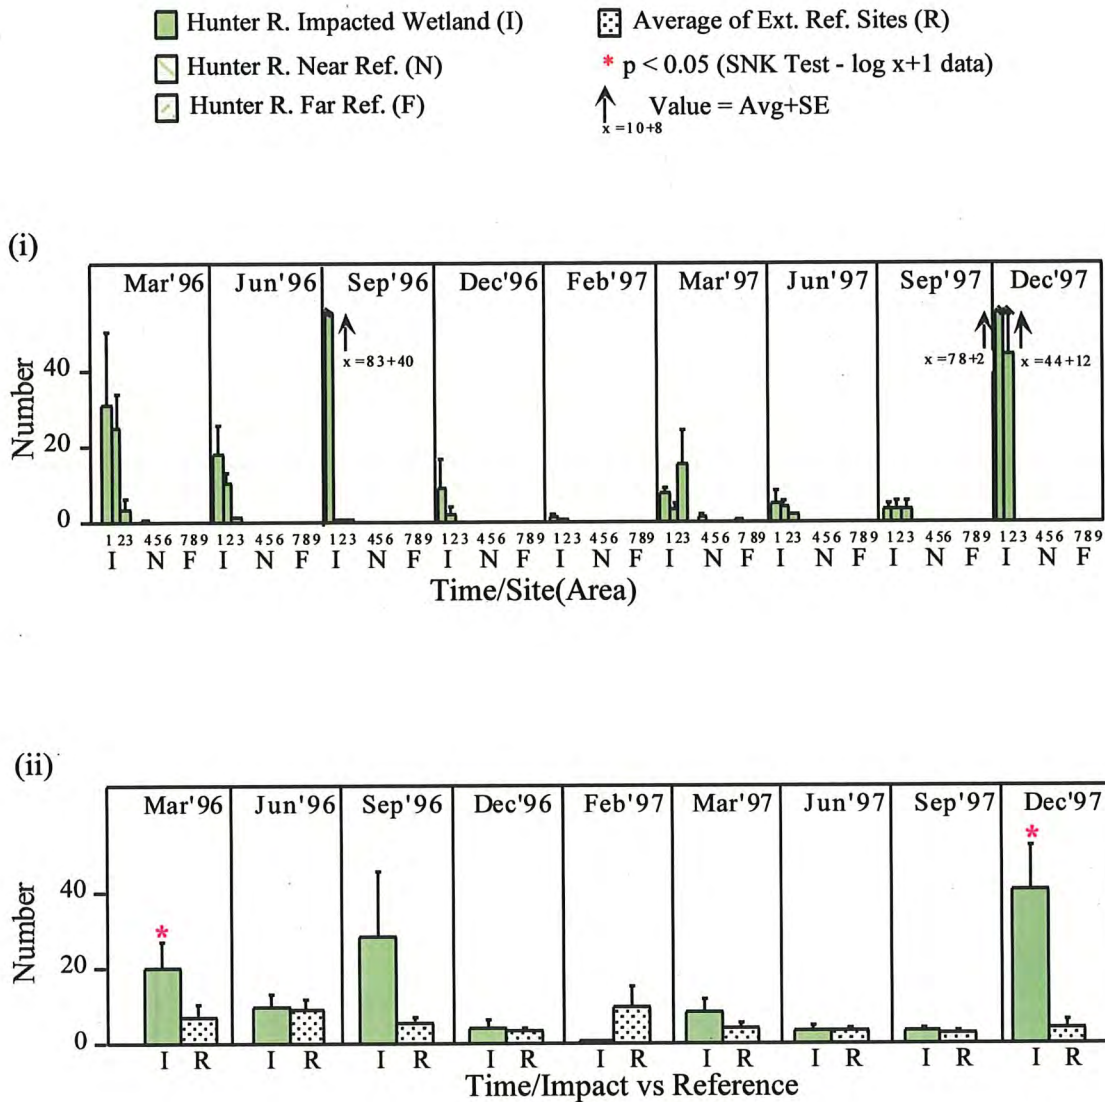 Hunter R. Impacted Wetland (I)
Hunter R. Near Ref. (N)
Hunter R. Far Ref. (F)
Average of Ext. Ref. Sites (R)
* p < 0.05 (SNK Test - log x+1 data)
Value = Avg+SE
x =10+8
(i)
Mar'96 Jun'96 Sep'96 Dec'96 Feb'97 Mar'97 Jun'97 Sep'97 Dec'97
x =83+40 x =78+2 x =44+12
Number
40
20
0
1 23 456 789 123 456 789 123 456 789 123 456 789 123 456 789 123 456 7 89 123 456 789 123 456 789 123 456 789
I N F I N F I N F I N F I N F I N F I N F I N F I N F
Time/Site(Area)
(ii)
Mar'96 Jun'96 Sep'96 Dec'96 Feb'97 Mar'97 Jun'97 Sep'97 Dec'97
*
*
Number
40
20
0
I R I R I R I R I R I R I R I R I R
Time/Impact vs Reference